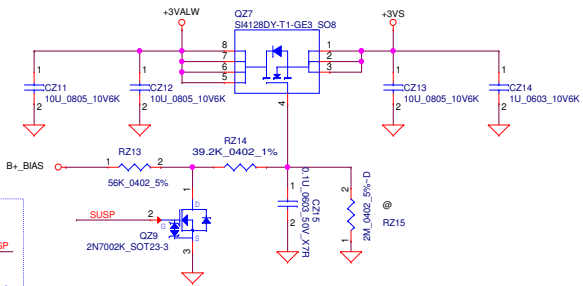 QZ7
+3VALW
SI4128DY-T1-GE3_SO8
+3VS
8
7
6
5
1
2
3
4
1
2
CZ11
10U_0805_10V6K
1
2
CZ12
10U_0805_10V6K
1
2
CZ13
10U_0805_10V6K
1
2
CZ14
1U_0603_10V6K
B+_BIAS
RZ13
1
2
56K_0402_5%
RZ14
39.2K_0402_1%
1
2
CZ15
0.1U_0603_50V_X7R
2
1
2M_0402_5%~D
@
RZ15
SUSP
2
G
1
D
S
3
QZ9
2N7002K_SOT23-3
SP